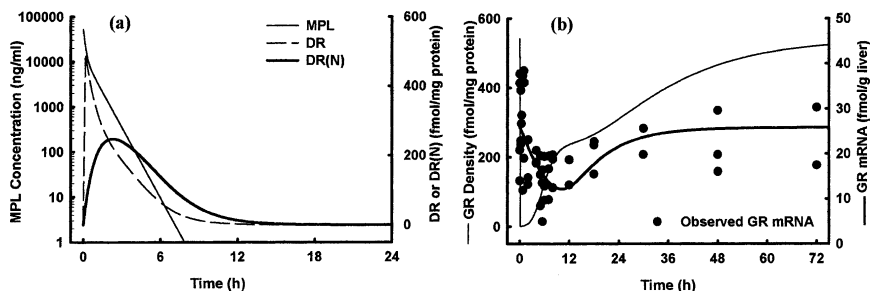 (a)
MPL
DR
DR(N)
MPL Concentration (ng/ml)
100000
10000
1000
100
10
1
DR or DR(N) (fmol/mg protein)
600
400
200
0
0 6 12 18 24
Time (h)
(b)
GR Density (fmol/mg protein)
600
400
200
0
GR mRNA (fmol/g liver)
50
40
30
20
10
0
Observed GR mRNA
0 12 24 36 48 60 72
Time (h)